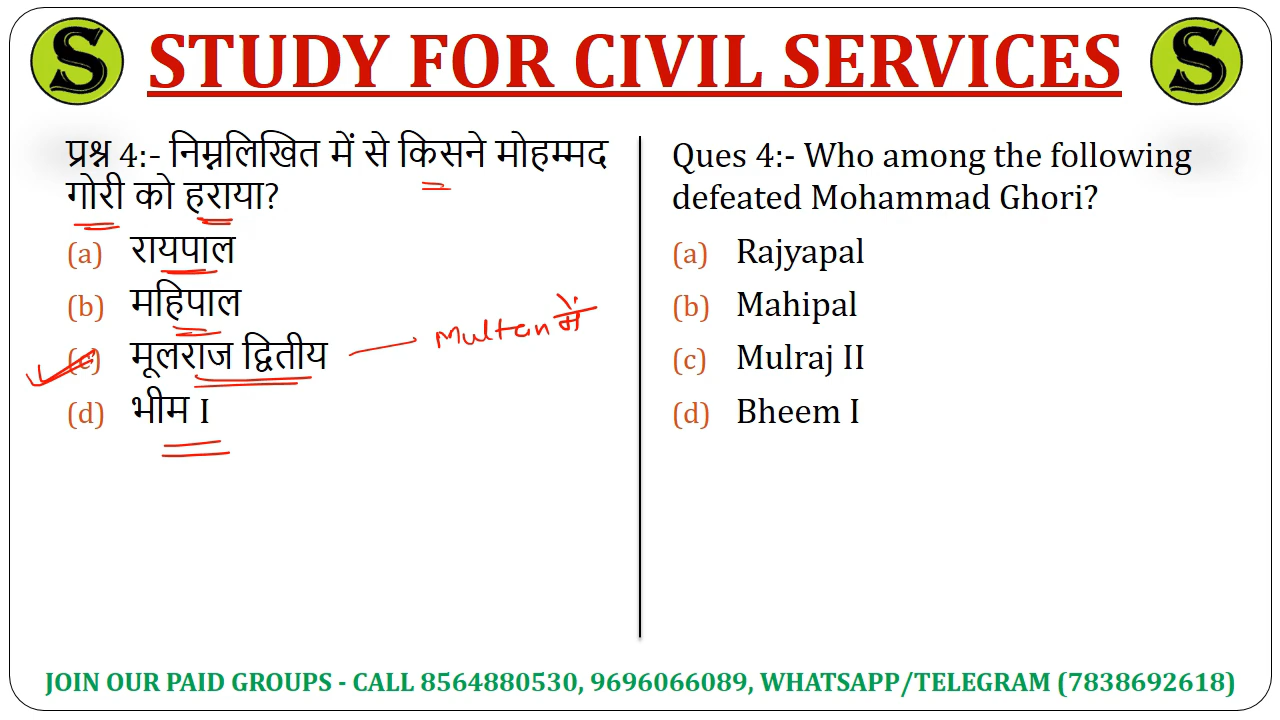 S STUDY FOR CIVIL SERVICES S
प्रश्न 4:- निम्नलिखित में से किसने मोहम्मद
गोरी को हराया?
(a) रायपाल
(b) महिपाल
(c) मूलराज द्वितीय Multan में
(d) भीम I
Ques 4:- Who among the following
defeated Mohammad Ghori?
(a) Rajyapal
(b) Mahipal
(c) Mulraj II
(d) Bheem I
JOIN OUR PAID GROUPS - CALL 8564880530, 9696066089, WHATSAPP/TELEGRAM (7838692618)